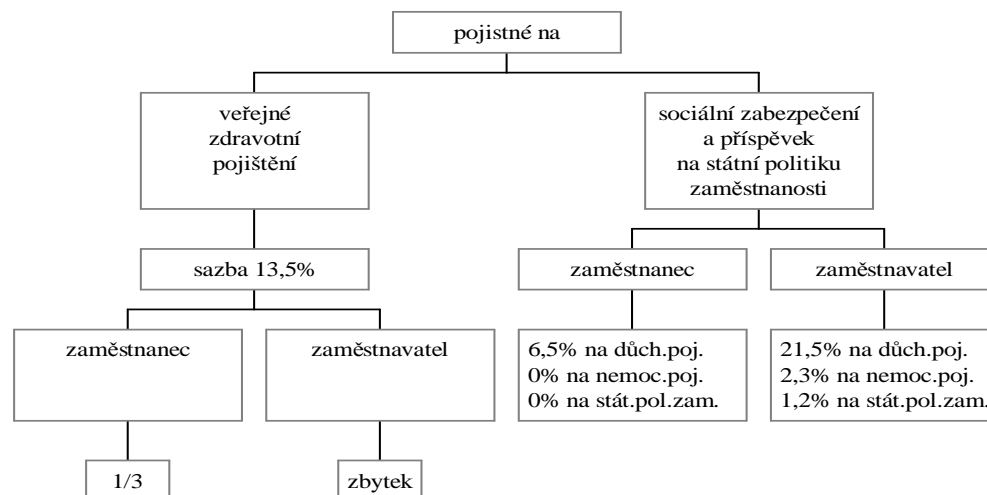 pojistné na
veřejné
zdravotní
pojištění
sociální zabezpečení
a příspěvek
na státní politiku
zaměstnanosti
sazba 13,5%
zaměstnanec
zaměstnavatel
zaměstnanec
zaměstnavatel
6,5% na důch.poj.
0% na nemoc.poj.
0% na stát.pol.zam.
21,5% na důch.poj.
2,3% na nemoc.poj.
1,2% na stát.pol.zam.
1/3
zbytek